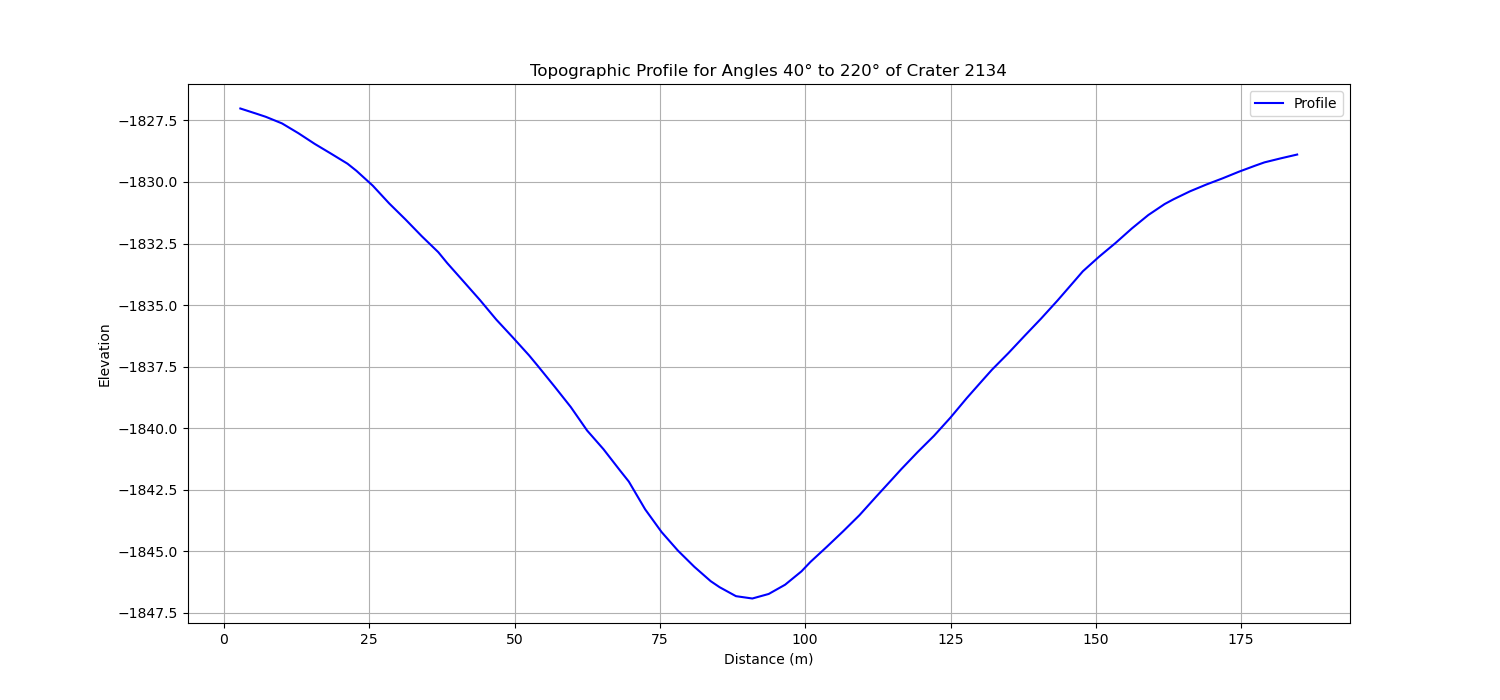 Topographic Profile for Angles 40° to 220° of Crater 2134
Profile
−1827.5
−1830.0
−1832.5
−1835.0
−1837.5
−1840.0
−1842.5
−1845.0
−1847.5
Elevation
0 25 50 75 100 125 150 175
Distance (m)